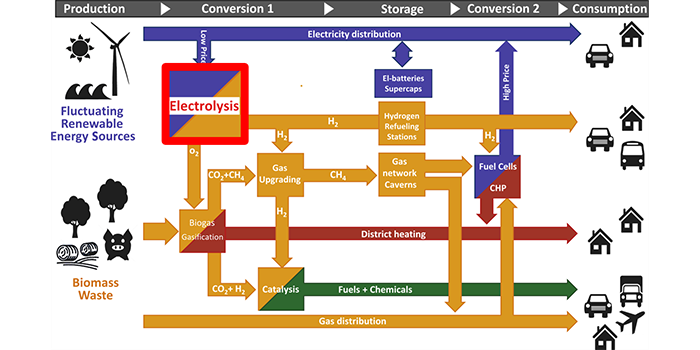 Production
Conversion 1
Storage
Conversion 2
Consumption
Electricity distribution
Low Price
High Price
El-batteries
Supercaps
Fluctuating
Renewable
Energy Sources
Electrolysis
H2
Hydrogen
Refueling
Stations
H2
H2
O2
CO2+CH4
Gas
Upgrading
CH4
Gas
network
Caverns
Fuel Cells
CHP
H2
Biogas
Gasification
District heating
Biomass
Waste
CO2+ H2
Catalysis
Fuels + Chemicals
Gas distribution